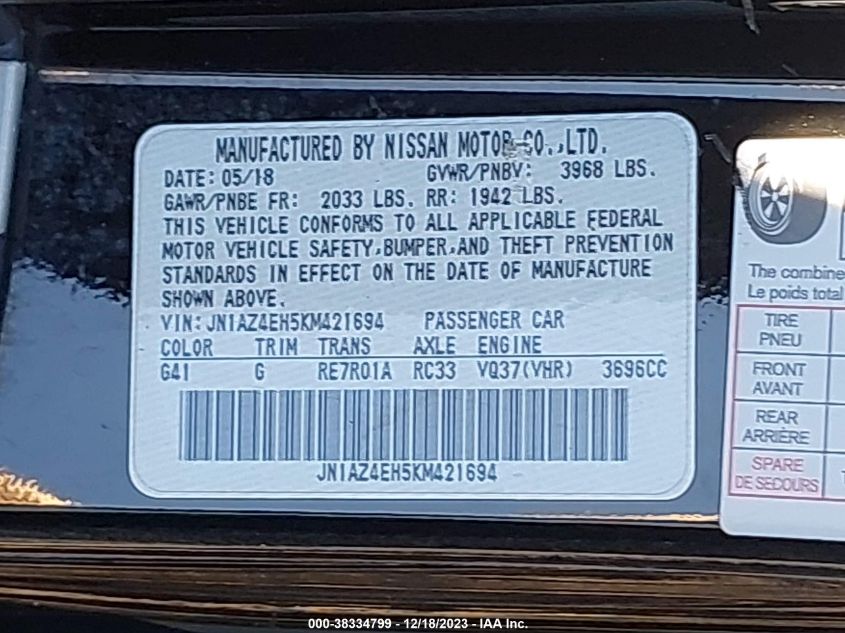 MANUFACTURED BY NISSAN MOTOR CO.,LTD.
DATE: 05/18 GVWR/PNBV: 3968 LBS.
GAWR/PNBE FR: 2033 LBS. RR: 1942 LBS.
THIS VEHICLE CONFORMS TO ALL APPLICABLE FEDERAL
MOTOR VEHICLE SAFETY,BUMPER,AND THEFT PREVENTION
STANDARDS IN EFFECT ON THE DATE OF MANUFACTURE
SHOWN ABOVE.
VIN: JN1AZ4EH5KM421694 PASSENGER CAR
COLOR TRIM TRANS AXLE ENGINE
G41 G RE7R01A RC33 VQ37(VHR) 3696CC
JN1AZ4EH5KM421694
The combine
Le poids total
TIRE
PNEU
FRONT
AVANT
REAR
ARRIÈRE
SPARE
DE SECOURS
000-38334799 - 12/18/2023 - IAA Inc.